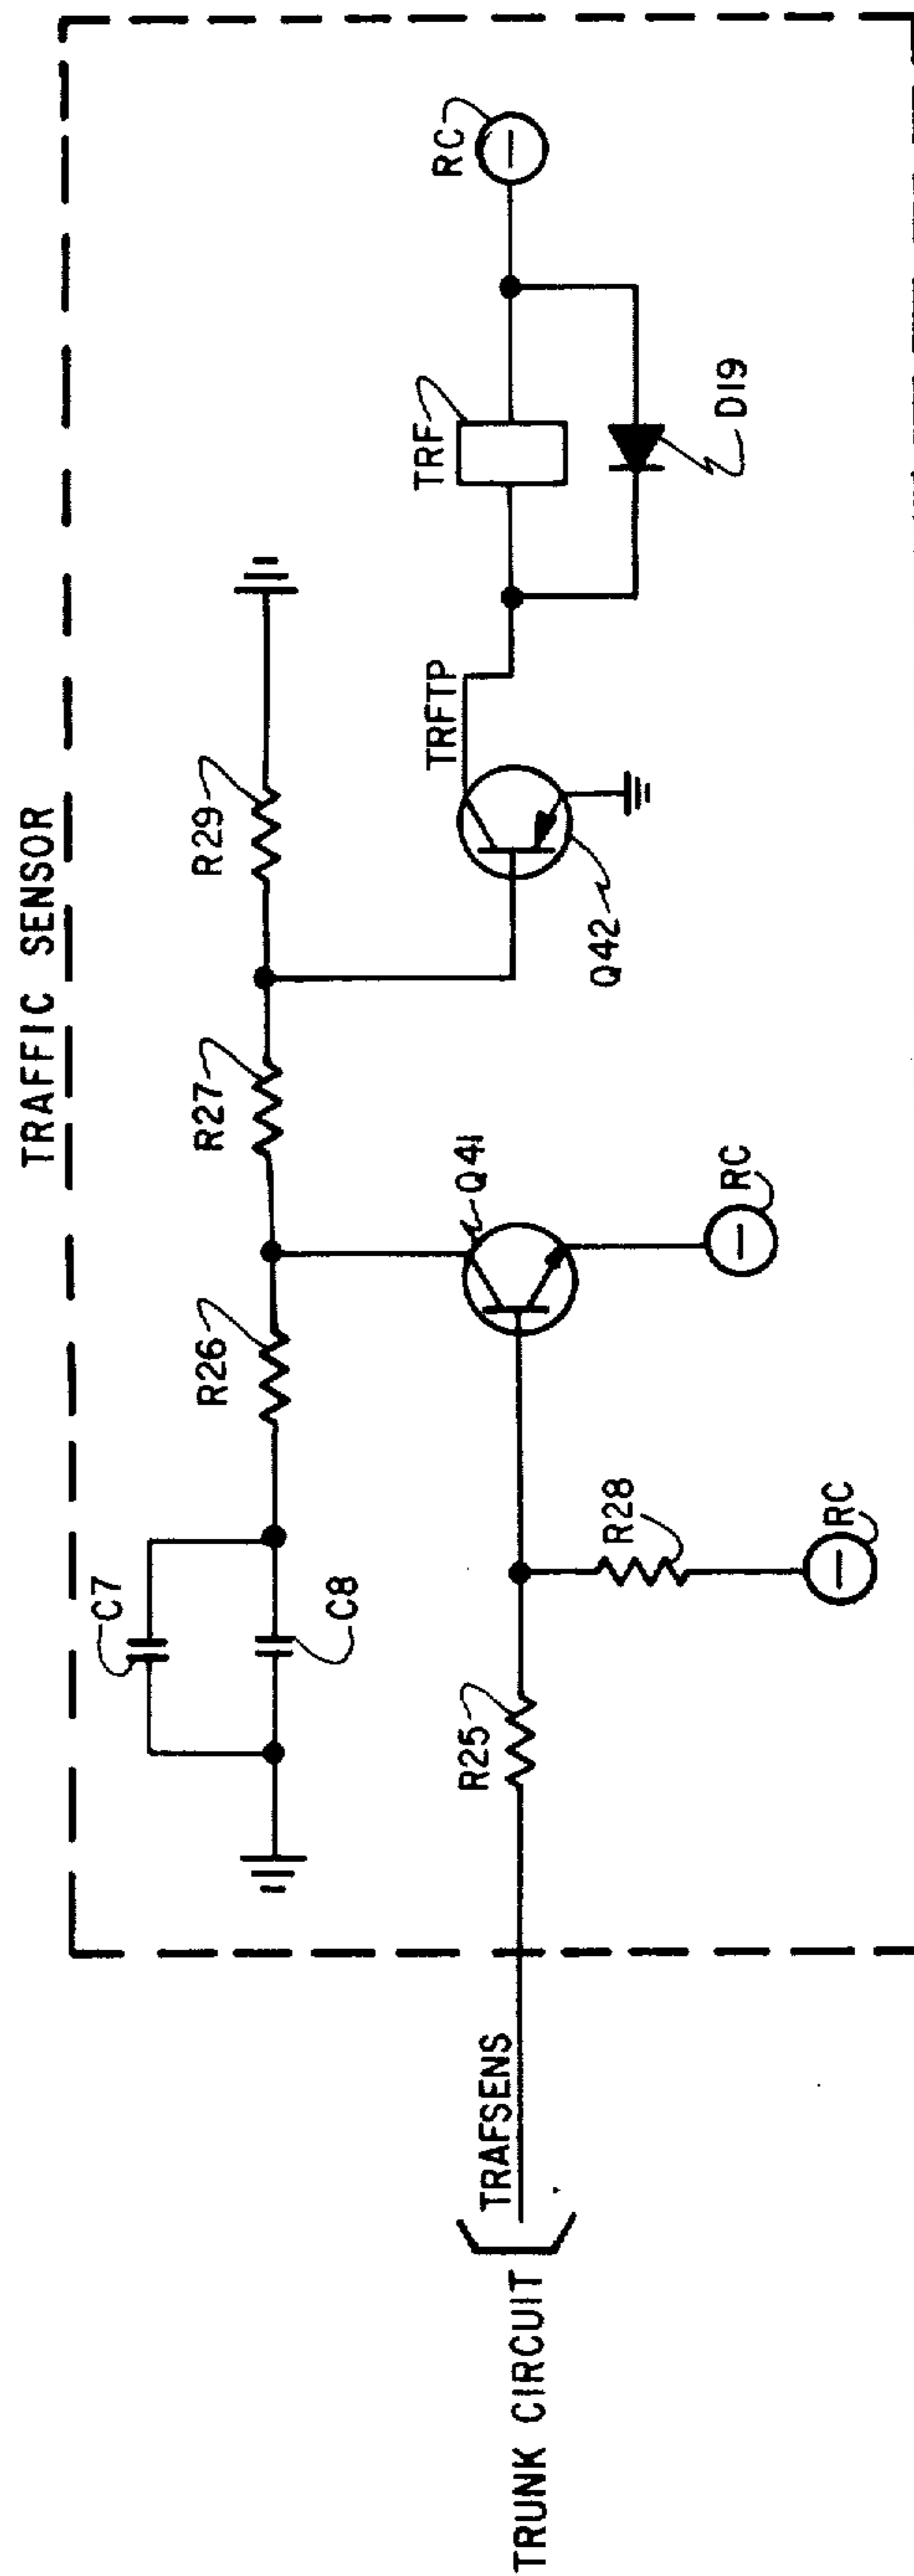 TRAFFIC SENSOR
C7
C8
R26
R27
R29
TRUNK CIRCUIT
TRAFSENS
R25
R28
RC
Q41
RC
Q42
TRFTP
TRF
D19
RC